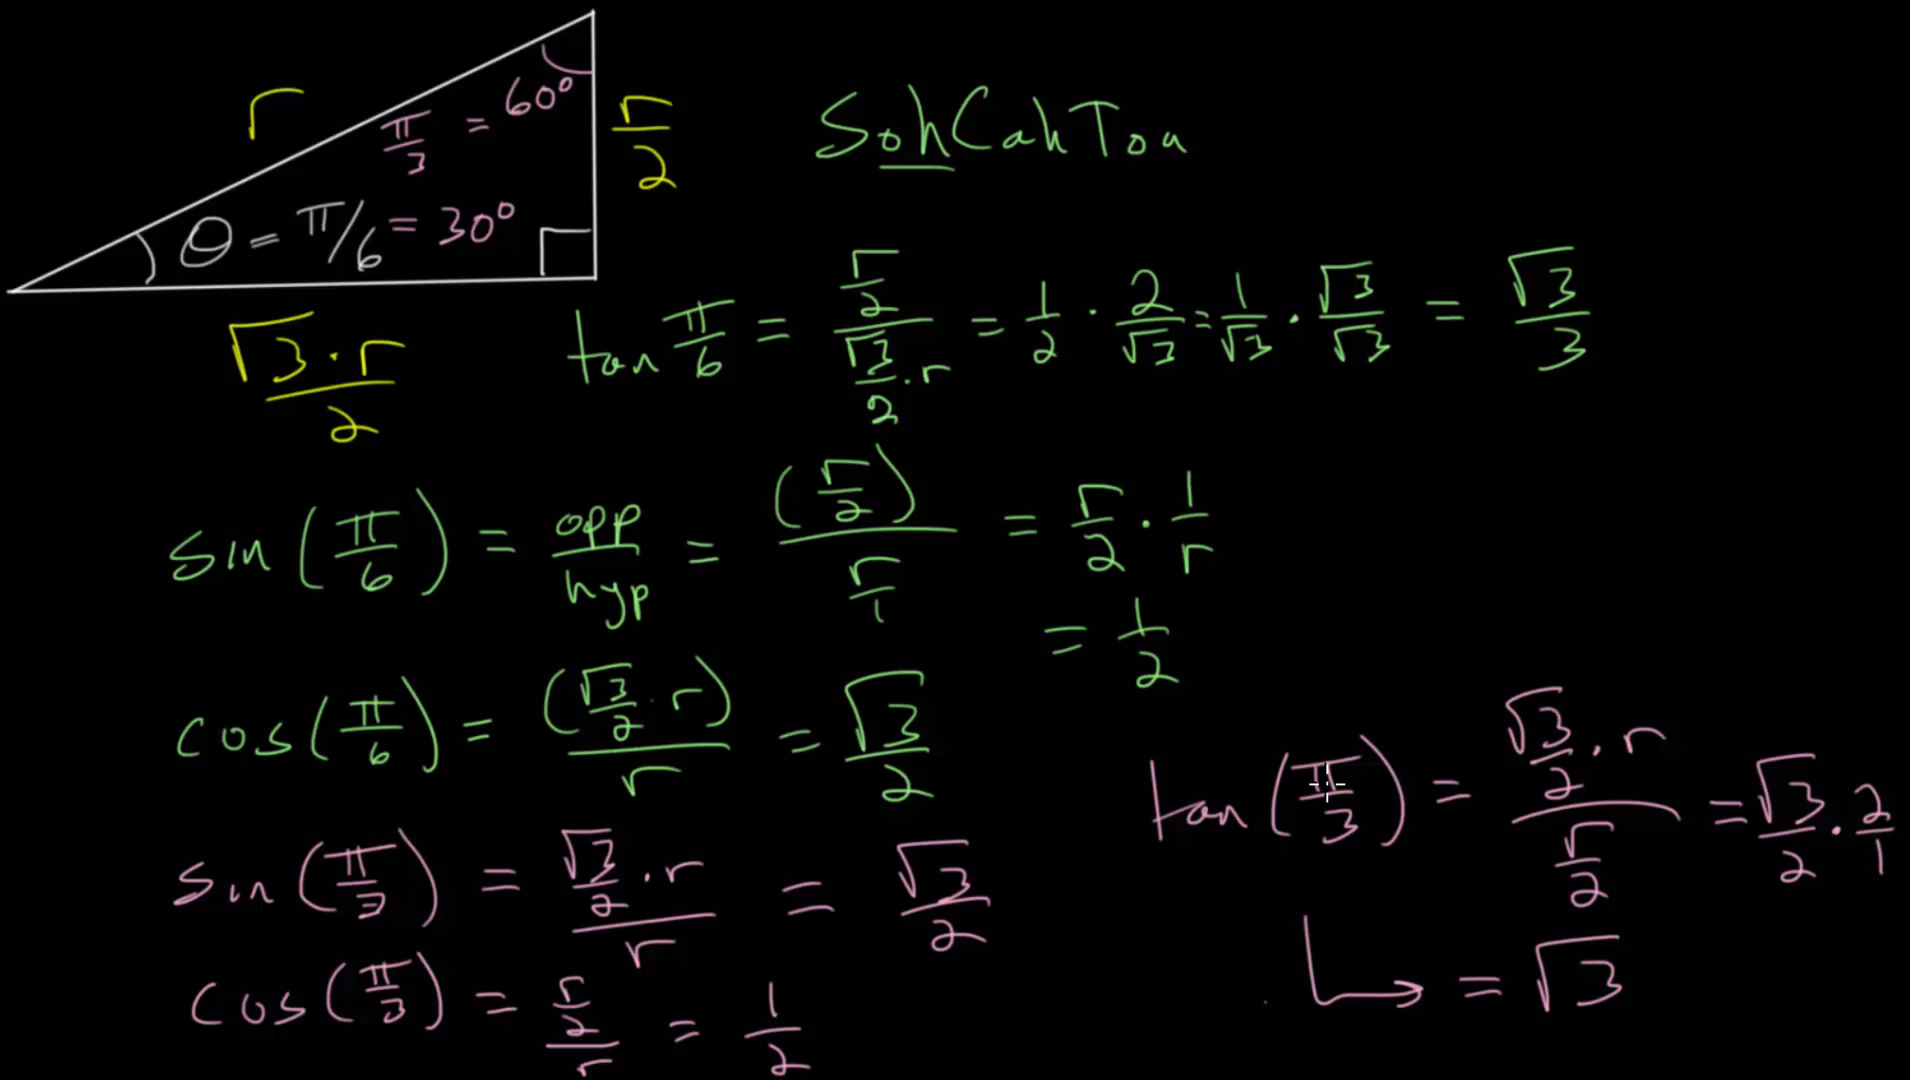 r
π/3 = 60°
r/2
θ = π/6 = 30°
√3·r/2
SohCahToa
tan π/6 = (r/2)/(√3/2 · r) = 1/2 · 2/√3 = 1/√3 · √3/√3 = √3/3
sin(π/6) = opp/hyp = (r/2)/(r/1) = r/2 · 1/r
= 1/2
cos(π/6) = (√3/2 · r)/r = √3/2
sin(π/3) = (√3/2 · r)/r = √3/2
cos(π/3) = (r/2)/r = 1/2
tan(π/3) = (√3/2 · r)/(r/2) = √3/2 · 2/1
= √3